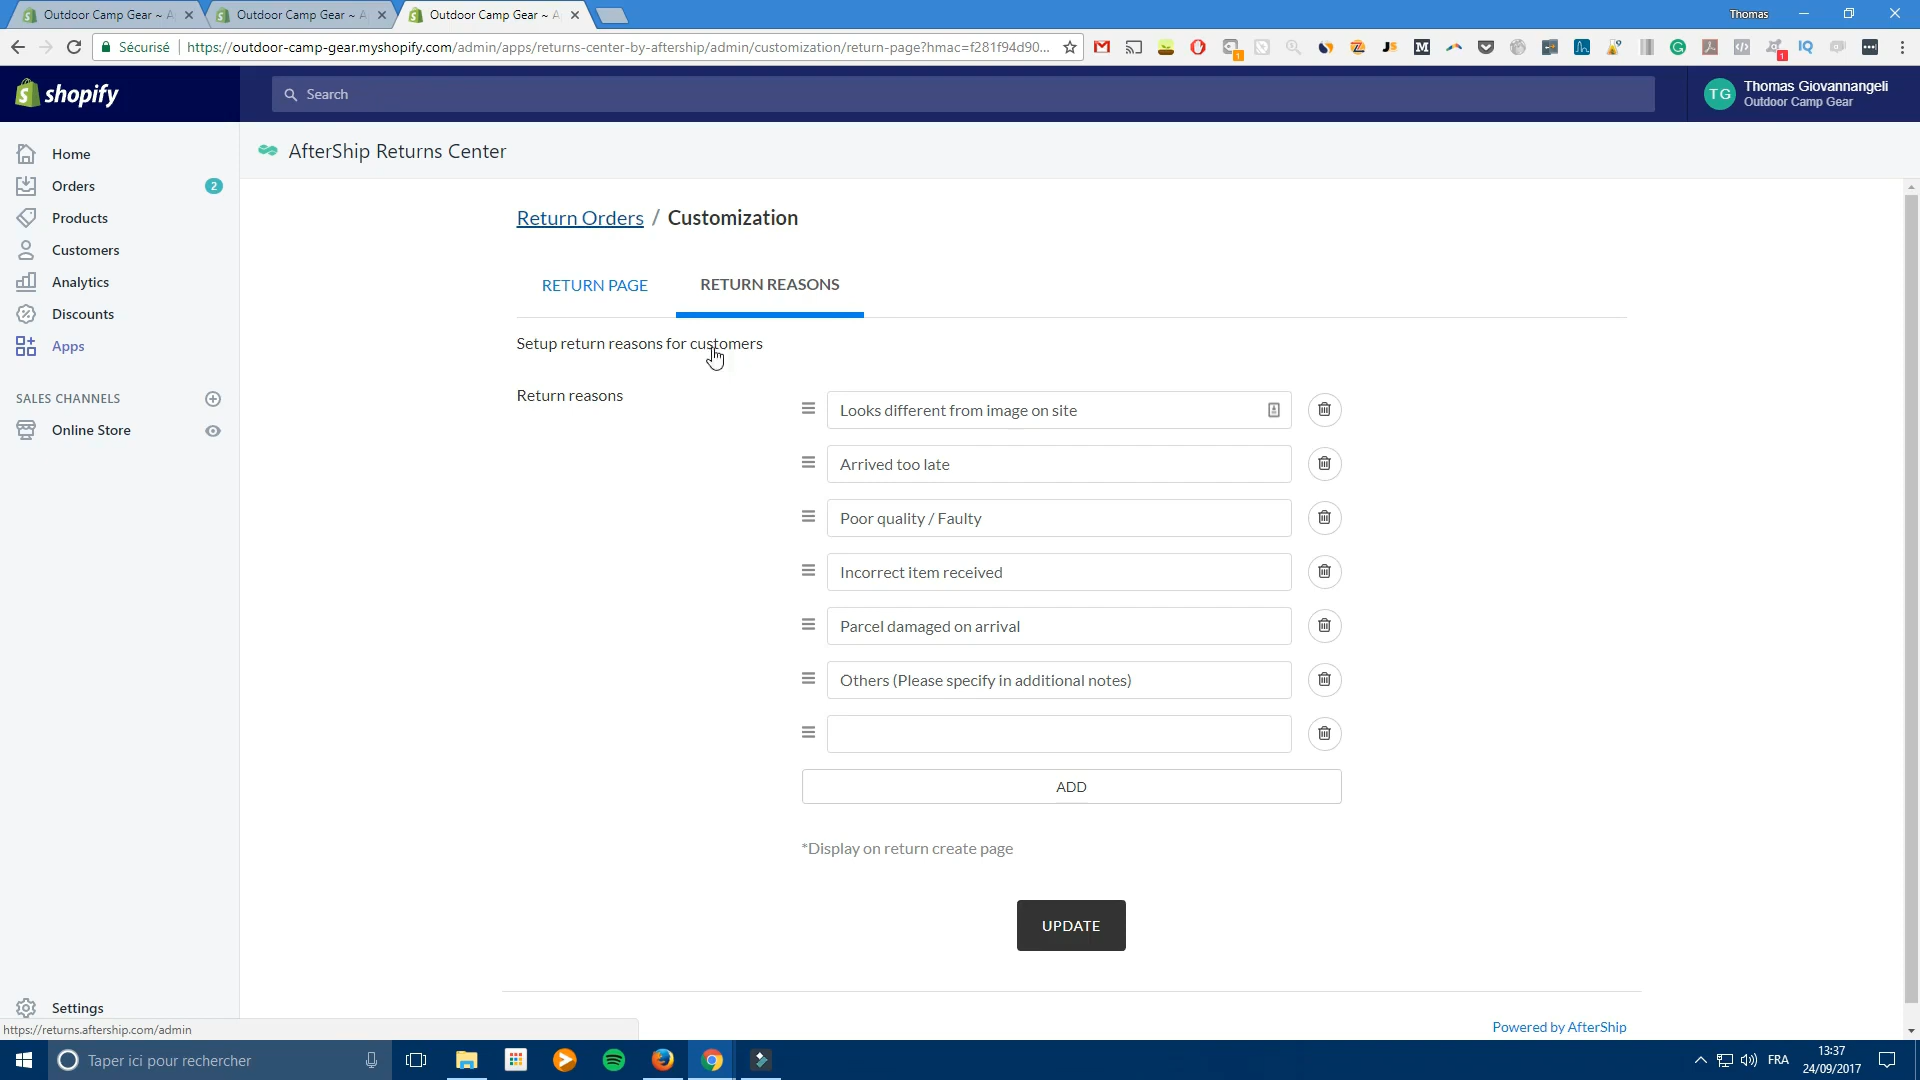 Outdoor Camp Gear ~ A
Outdoor Camp Gear ~ A
Outdoor Camp Gear ~ A
Thomas
Sécurisé
https://outdoor-camp-gear.myshopify.com/admin/apps/returns-center-by-aftership/admin/customization/return-page?hmac=f281f94d90...
shopify
Search
TG
Thomas Giovannangeli
Outdoor Camp Gear
Home
Orders
2
Products
Customers
Analytics
Discounts
Apps
SALES CHANNELS
Online Store
Settings
AfterShip Returns Center
Return Orders / Customization
RETURN PAGE
RETURN REASONS
Setup return reasons for customers
Return reasons
Looks different from image on site
Arrived too late
Poor quality / Faulty
Incorrect item received
Parcel damaged on arrival
Others (Please specify in additional notes)
ADD
*Display on return create page
UPDATE
Powered by AfterShip
https://returns.aftership.com/admin
Taper ici pour rechercher
FRA
13:37
24/09/2017